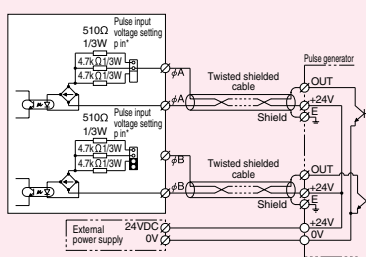 510Ω
1/3W
Pulse input
voltage setting
p in*
4.7kΩ1/3W
4.7kΩ1/3W
φA
φA
Twisted shielded
cable
Shield
Pulse generator
OUT
+24V
E
510Ω
1/3W
Pulse input
voltage setting
p in*
4.7kΩ1/3W
4.7kΩ1/3W
φB
φB
Twisted shielded
cable
Shield
OUT
+24V
E
External
power supply
24VDC
0V
+24V
0V